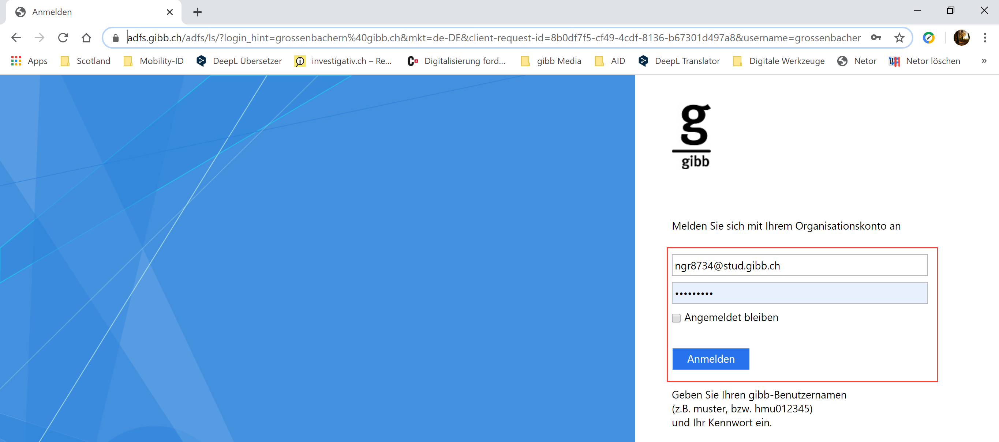 Anmelden
adfs.gibb.ch/adfs/ls/?login_hint=grossenbachern%40gibb.ch&mkt=de-DE&client-request-id=8b0df7f5-cf49-4cdf-8136-b67301d497a8&username=grossenbacher
Apps Scotland Mobility-ID DeepL Übersetzer investigativ.ch – Re... Digitalisierung ford... gibb Media AID DeepL Translator Digitale Werkzeuge Netor Netor löschen »
g
gibb
Melden Sie sich mit Ihrem Organisationskonto an
ngr8734@stud.gibb.ch
•••••••••
Angemeldet bleiben
Anmelden
Geben Sie Ihren gibb-Benutzernamen
(z.B. muster, bzw. hmu012345)
und Ihr Kennwort ein.